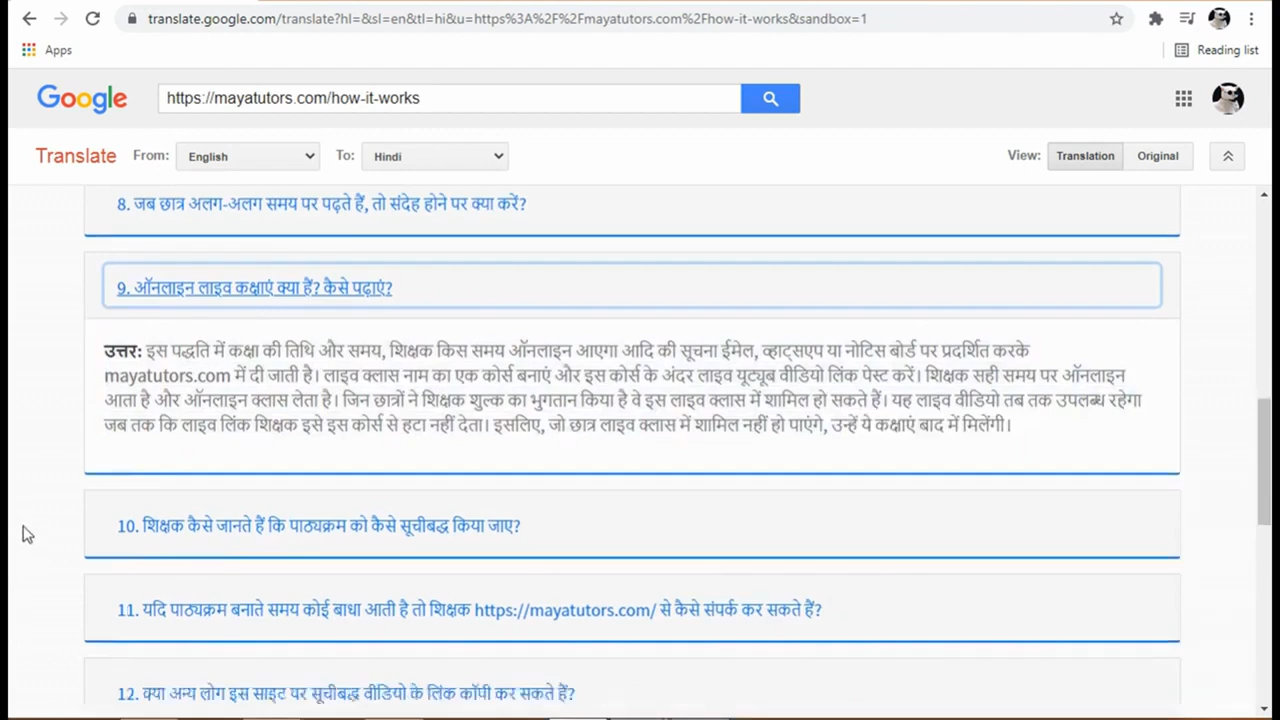 translate.google.com/translate?hl=&sl=en&tl=hi&u=https%3A%2F%2Fmayatutors.com%2Fhow-it-works&sandbox=1
Apps
Reading list
Google
https://mayatutors.com/how-it-works
Translate From: English To: Hindi View: Translation Original
8. जब छात्र अलग-अलग समय पर पढ़ते हैं, तो संदेह होने पर क्या करें?
9. ऑनलाइन लाइव कक्षाएं क्या हैं? कैसे पढ़ाएं?
उत्तर: इस पद्धति में कक्षा की तिथि और समय, शिक्षक किस समय ऑनलाइन आएगा आदि की सूचना ईमेल, व्हाट्सएप या नोटिस बोर्ड पर प्रदर्शित करके
mayatutors.com में दी जाती है। लाइव क्लास नाम का एक कोर्स बनाएं और इस कोर्स के अंदर लाइव यूट्यूब वीडियो लिंक पेस्ट करें। शिक्षक सही समय पर ऑनलाइन
आता है और ऑनलाइन क्लास लेता है। जिन छात्रों ने शिक्षक शुल्क का भुगतान किया है वे इस लाइव क्लास में शामिल हो सकते हैं। यह लाइव वीडियो तब तक उपलब्ध रहेगा
जब तक कि लाइव लिंक शिक्षक इसे इस कोर्स से हटा नहीं देता। इसलिए, जो छात्र लाइव क्लास में शामिल नहीं हो पाएंगे, उन्हें ये कक्षाएं बाद में मिलेंगी।
10. शिक्षक कैसे जानते हैं कि पाठ्यक्रम को कैसे सूचीबद्ध किया जाए?
11. यदि पाठ्यक्रम बनाते समय कोई बाधा आती है तो शिक्षक https://mayatutors.com/ से कैसे संपर्क कर सकते हैं?
12. क्या अन्य लोग इस साइट पर सूचीबद्ध वीडियो के लिंक कॉपी कर सकते हैं?